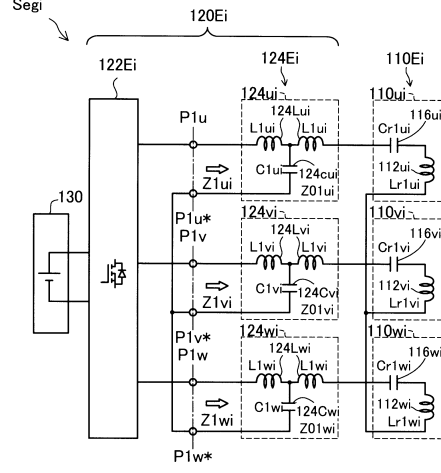 Segi
120Ei
122Ei
124Ei
110Ei
124ui
124Lui
110ui
P1u
L1ui
L1ui
Cr1ui
116ui
C1ui
112ui
Z1ui
124cui
Z01ui
Lr1ui
P1u*
130
P1v
124vi
124Lvi
110vi
L1vi
L1vi
Cr1vi
116vi
C1vi
112vi
Z1vi
124Cvi
Z01vi
Lr1vi
P1v*
P1w
124wi
124Lwi
110wi
L1wi
L1wi
Cr1wi
116wi
C1wi
112wi
Z1wi
124Cwi
Z01wi
Lr1wi
P1w*